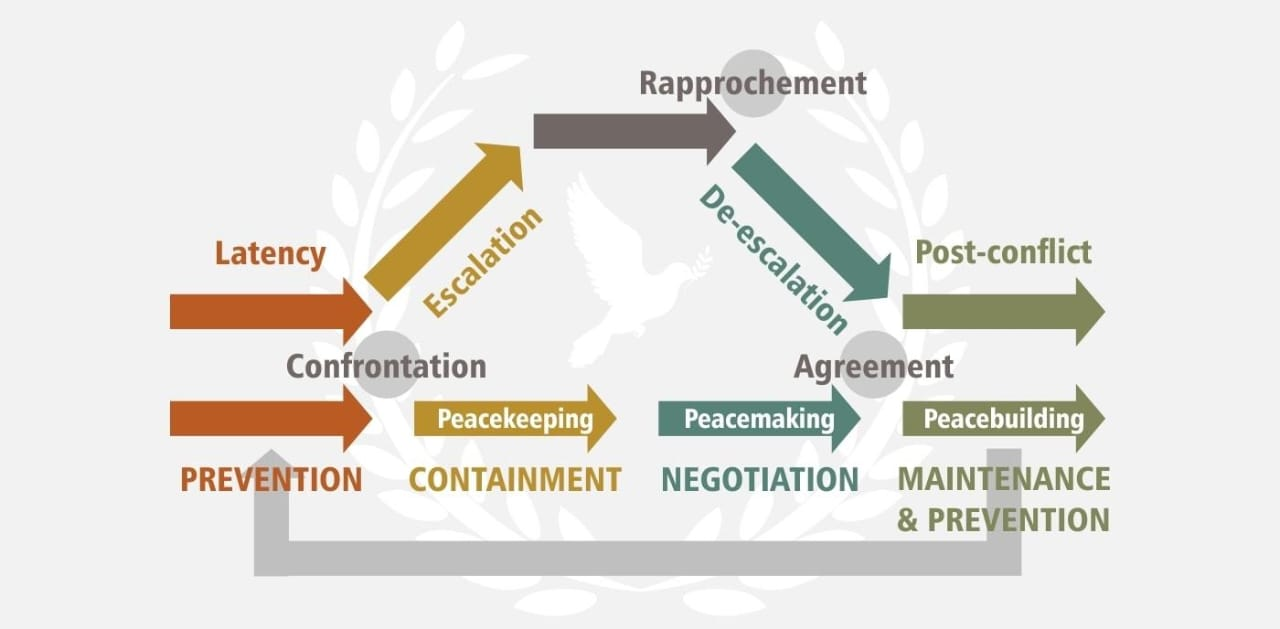 Rapprochement
Escalation
De-escalation
Latency
Post-conflict
Confrontation
Agreement
Peacekeeping
Peacemaking
Peacebuilding
PREVENTION
CONTAINMENT
NEGOTIATION
MAINTENANCE
& PREVENTION